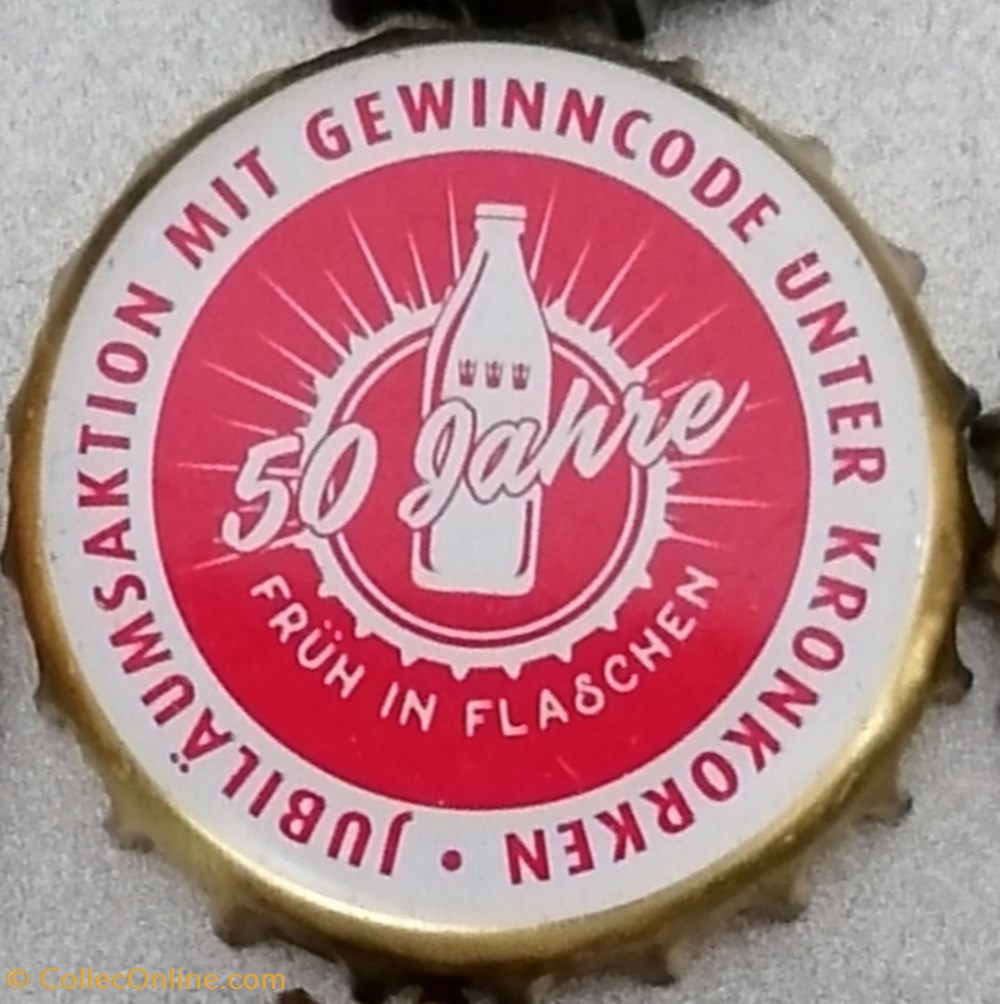 JUBILÄUMSAKTION MIT GEWINNCODE UNTER KRONKORKEN •
50 Jahre
FRÜH IN FLASCHEN
© CollecOnline.com